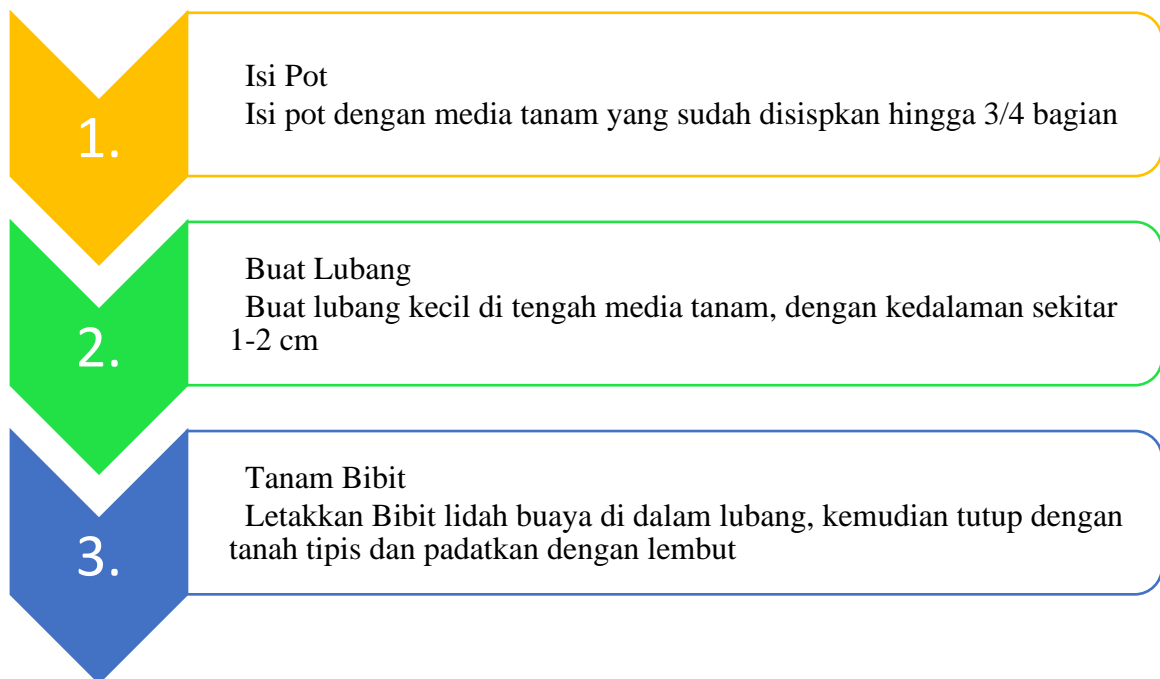 1.
Isi Pot
Isi pot dengan media tanam yang sudah disispkan hingga 3/4 bagian
2.
Buat Lubang
Buat lubang kecil di tengah media tanam, dengan kedalaman sekitar
1-2 cm
3.
Tanam Bibit
Letakkan Bibit lidah buaya di dalam lubang, kemudian tutup dengan
tanah tipis dan padatkan dengan lembut